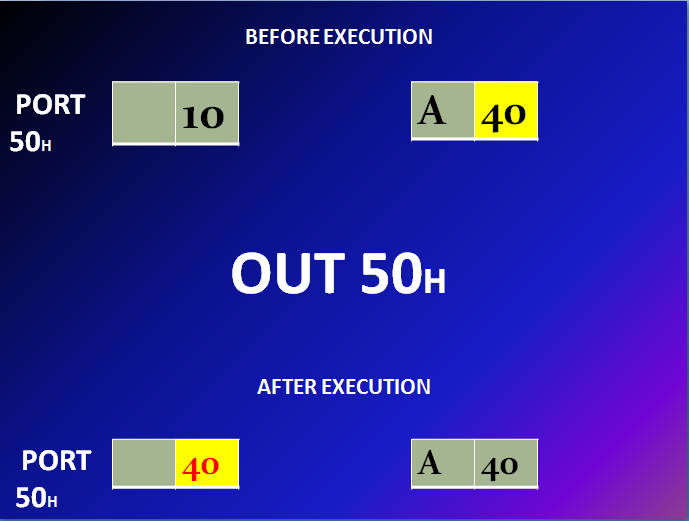 BEFORE EXECUTION
PORT 50H
10
A 40
OUT 50H
AFTER EXECUTION
PORT 50H
40
A 40